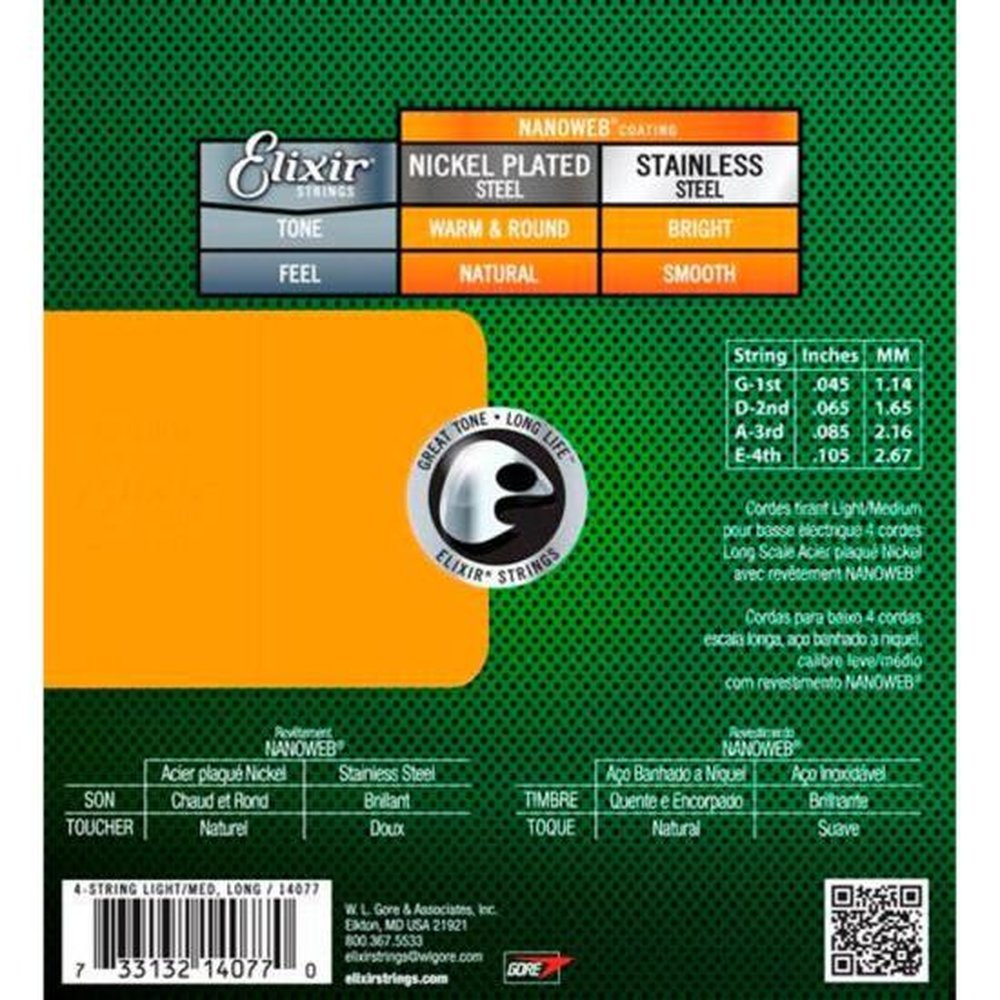 NANOWEB® COATING
Elixir® STRINGS
NICKEL PLATED STEEL
STAINLESS STEEL
TONE WARM & ROUND BRIGHT
FEEL NATURAL SMOOTH
String Inches MM
G-1st .045 1.14
D-2nd .065 1.65
A-3rd .085 2.16
E-4th .105 2.67
GREAT TONE • LONG LIFE™
ELIXIR® STRINGS
Cordes tirant Light/Medium
pour basse électrique 4 cordes
Long Scale Acier plaqué Nickel
avec revêtement NANOWEB®
Cordas para baixo 4 cordas
escala longa, aço banhado a níquel,
calibre leve/médio
com revestimento NANOWEB®
Revêtement
NANOWEB®
Acier plaqué Nickel Stainless Steel
SON Chaud et Rond Brillant
TOUCHER Naturel Doux
Revestimento
NANOWEB®
Aço Banhado a Níquel Aço Inoxidável
TIMBRE Quente e Encorpado Brilhante
TOQUE Natural Suave
4-STRING LIGHT/MED, LONG / 14077
7 33132 14077 0
W. L. Gore & Associates, Inc.
Elkton, MD USA 21921
800.367.5533
elixirstrings@wlgore.com
elixirstrings.com
GORE